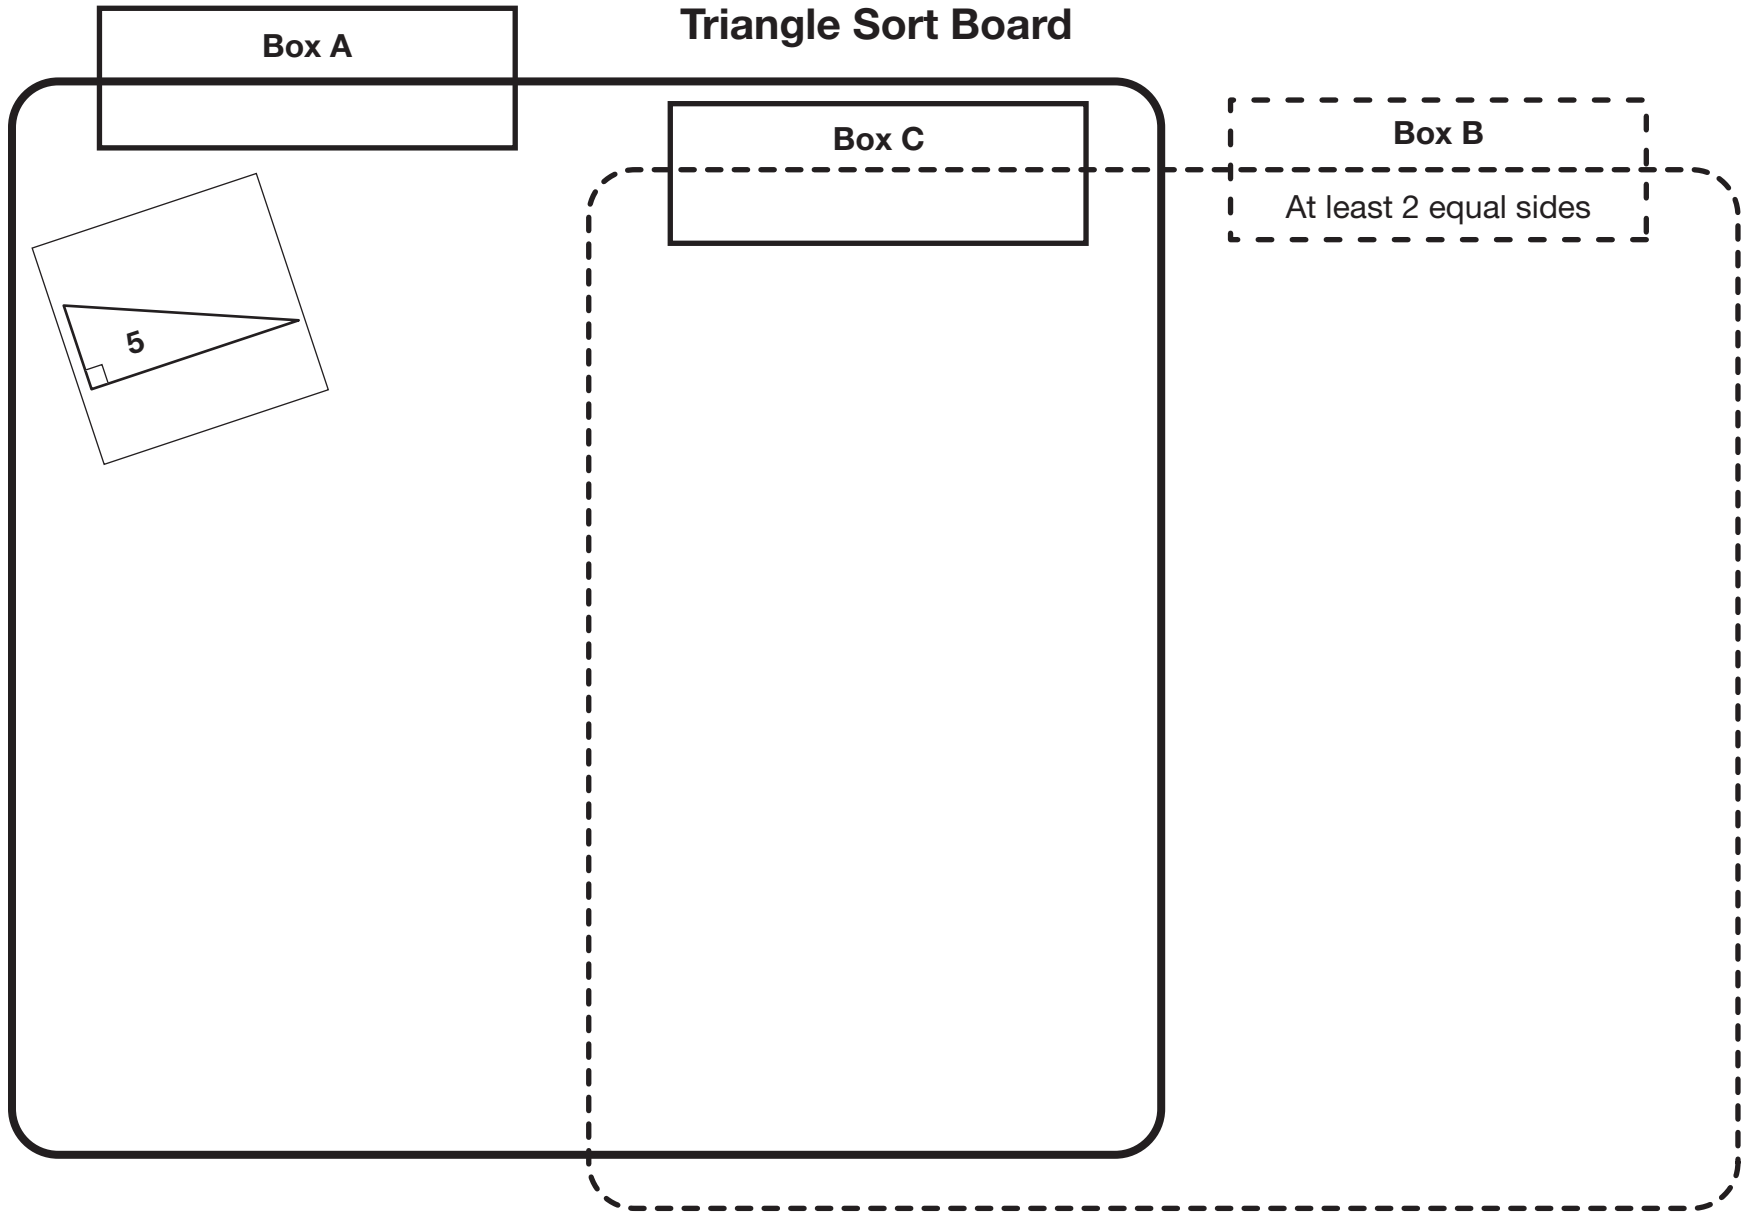 Triangle Sort Board
Box A
Box C
Box B
At least 2 equal sides
5